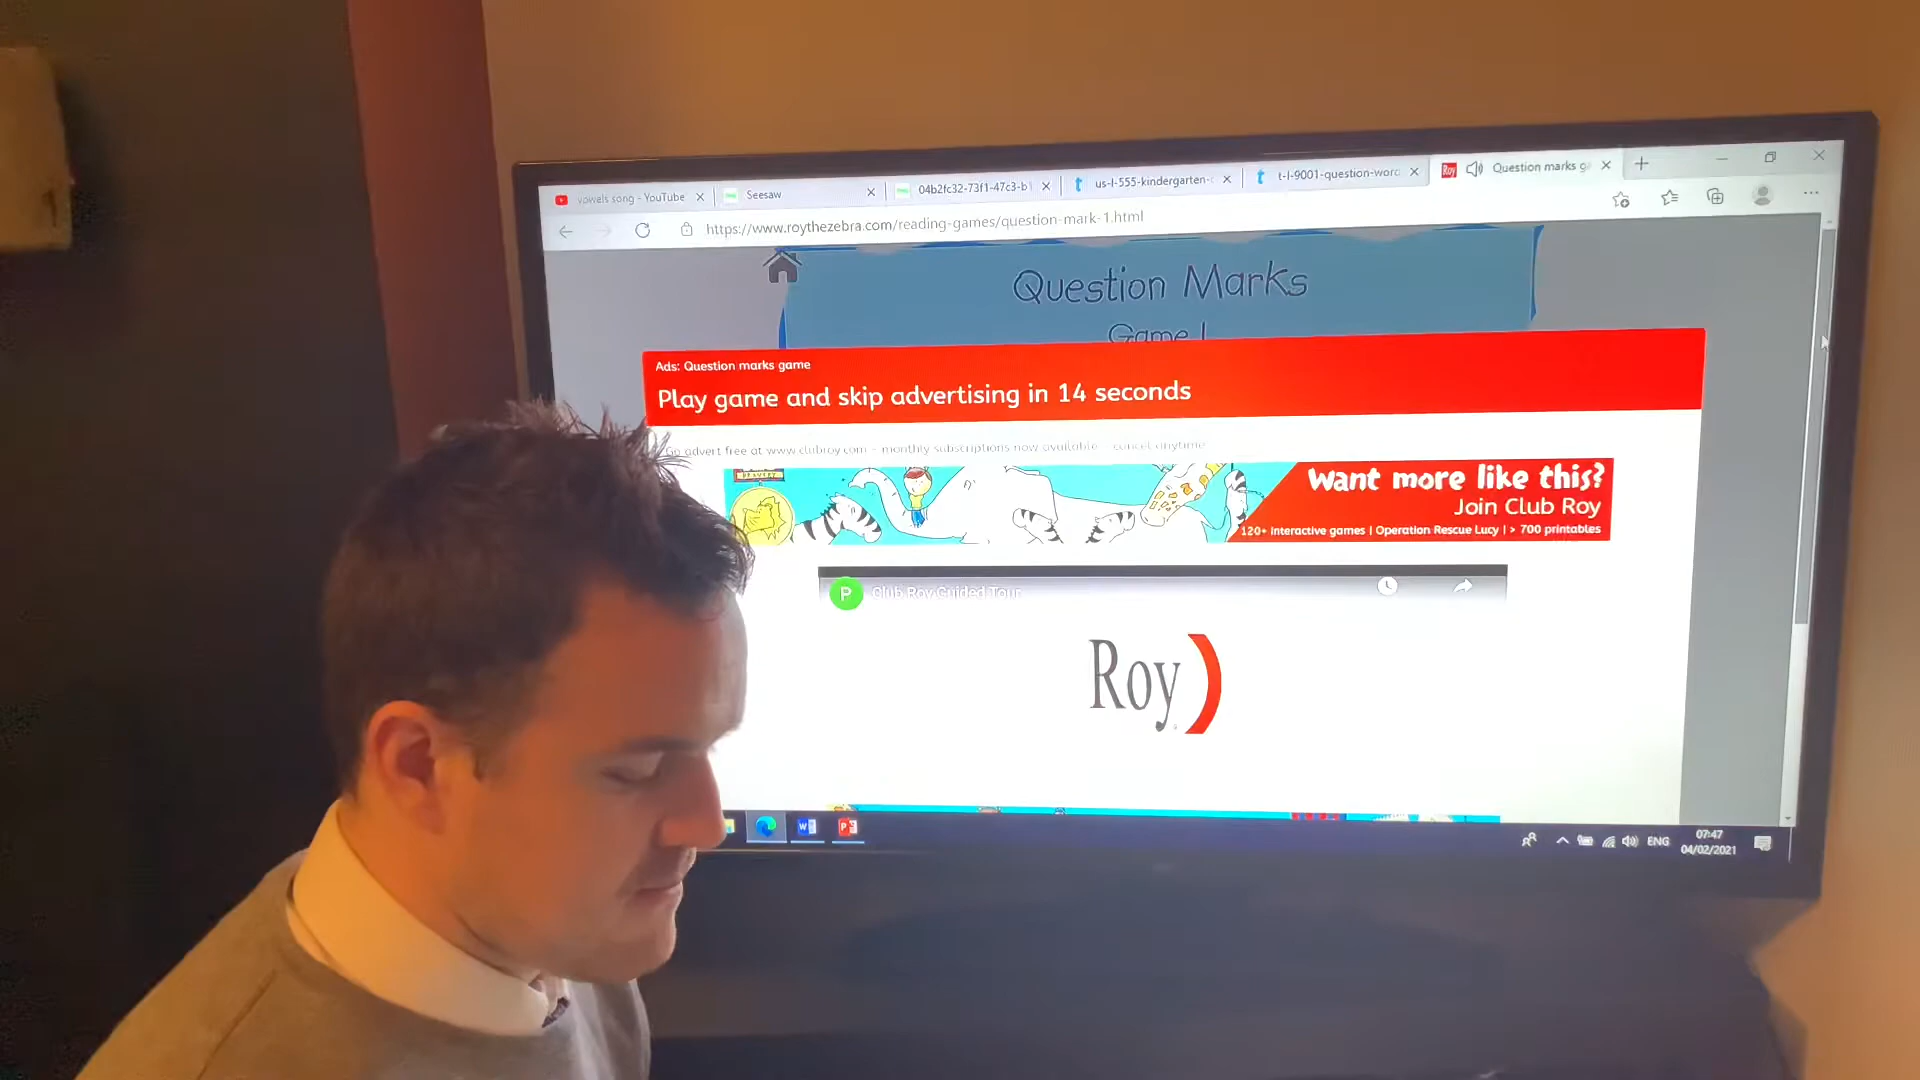 vowels song - YouTube
Seesaw
04b2fc32-73f1-47c3-b1
us-l-555-kindergarten-
t-l-9001-question-word
Roy
Question marks ga
https://www.roythezebra.com/reading-games/question-mark-1.html
Question Marks
Game 1
Ads: Question marks game
Play game and skip advertising in 14 seconds
Go advert free at www.clubroy.com - monthly subscriptions now available - cancel anytime
Want more like this?
Join Club Roy
120+ interactive games | Operation Rescue Lucy | > 700 printables
P
Club Roy Guided Tour
Roy)
ENG
07:47
04/02/2021